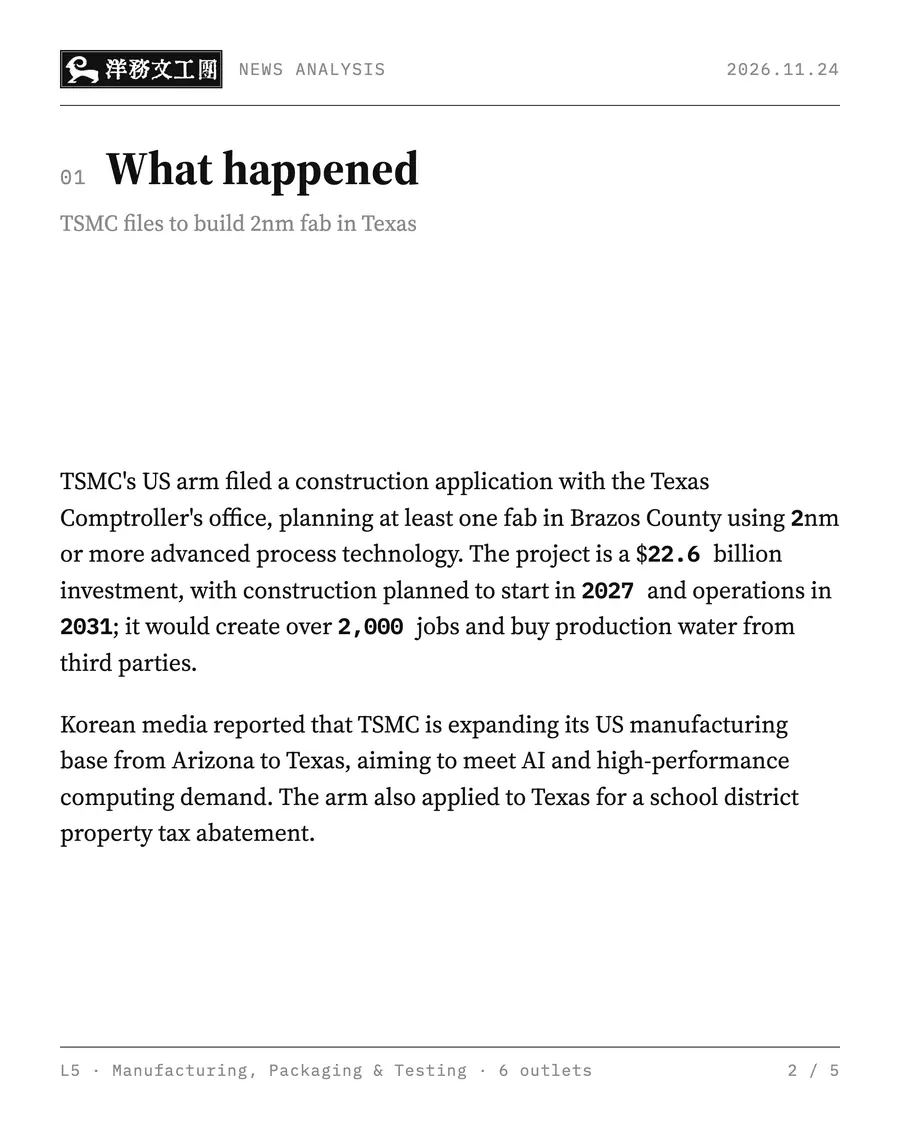 洋務文工團 NEWS ANALYSIS 2026.11.24
01 What happened
TSMC files to build 2nm fab in Texas
TSMC's US arm filed a construction application with the Texas
Comptroller's office, planning at least one fab in Brazos County using 2nm
or more advanced process technology. The project is a $22.6 billion
investment, with construction planned to start in 2027 and operations in
2031; it would create over 2,000 jobs and buy production water from
third parties.
Korean media reported that TSMC is expanding its US manufacturing
base from Arizona to Texas, aiming to meet AI and high-performance
computing demand. The arm also applied to Texas for a school district
property tax abatement.
L5 · Manufacturing, Packaging & Testing · 6 outlets 2 / 5